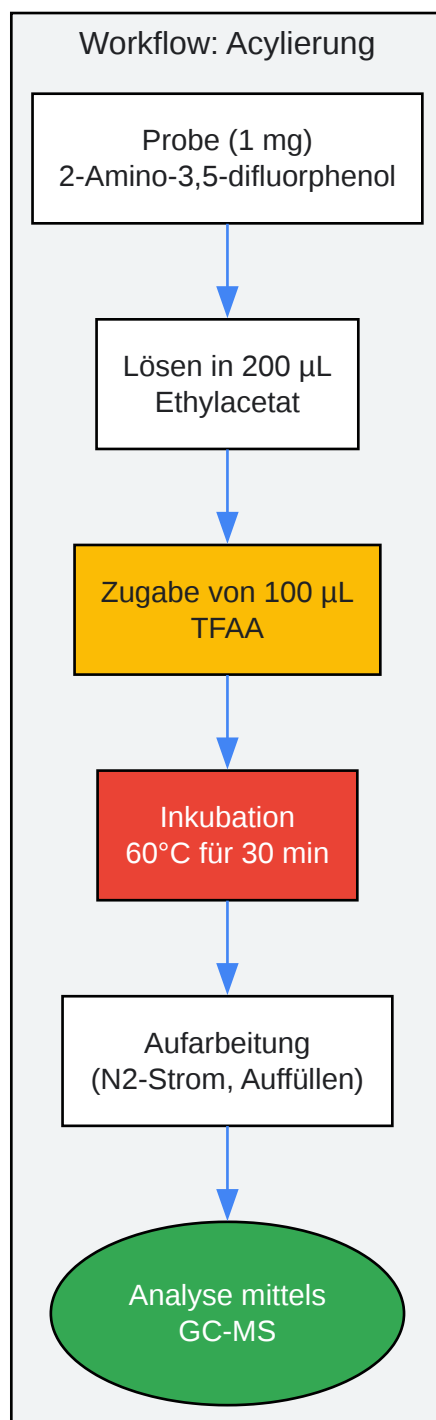 Workflow: Acylierung
Probe (1 mg)
2-Amino-3,5-difluorphenol
Lösen in 200 µL
Ethylacetat
Zugabe von 100 µL
TFAA
Inkubation
60°C für 30 min
Aufarbeitung
(N2-Strom, Auffüllen)
Analyse mittels
GC-MS